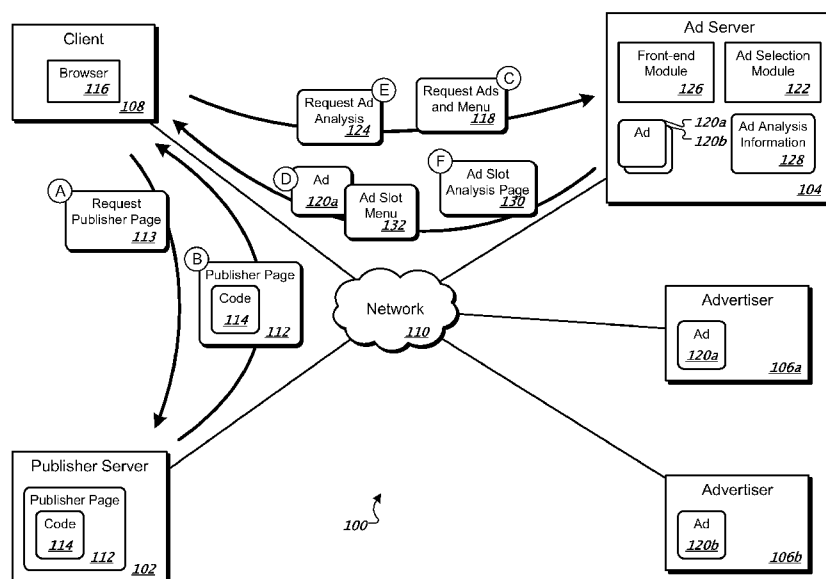 Client
Browser
116
108
Ad Server
Front-end
Module
126
Ad Selection
Module
122
Ad
120a
120b
Ad Analysis
Information
128
104
E
Request Ad
Analysis
124
C
Request Ads
and Menu
118
D
Ad
120a
Ad Slot
Menu
132
F
Ad Slot
Analysis Page
130
A
Request
Publisher Page
113
B
Publisher Page
Code
114
112
Network
110
Advertiser
Ad
120a
106a
Publisher Server
Publisher Page
Code
114
112
102
100
Advertiser
Ad
120b
106b